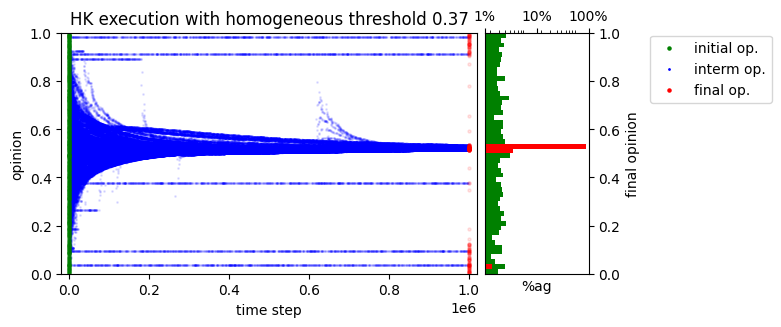 HK execution with homogeneous threshold 0.37
1% 10% 100%
1.0 1.0
0.8 0.8
0.6 0.6
0.4 0.4
0.2 0.2
0.0 0.0
opinion
final opinion
0.0 0.2 0.4 0.6 0.8 1.0
1e6
time step
%ag
initial op.
interm op.
final op.